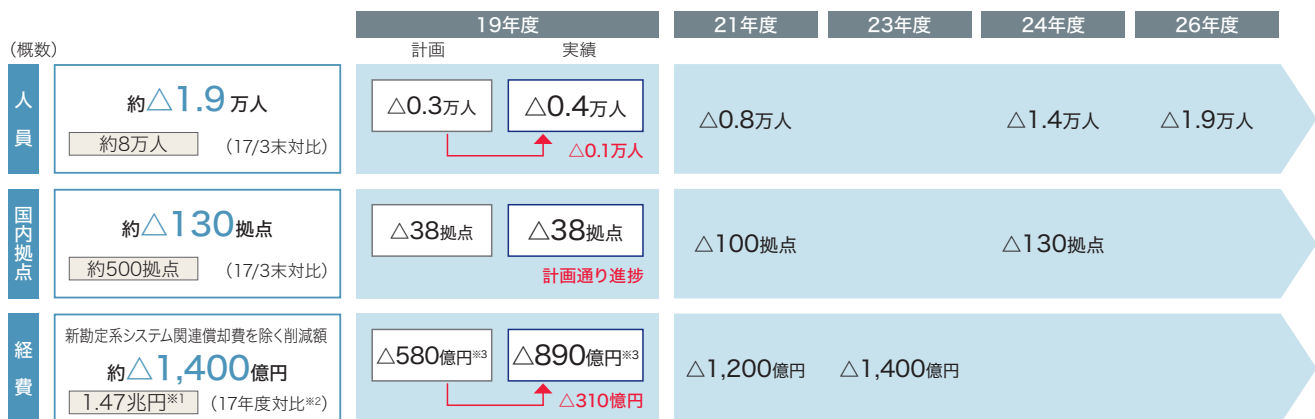 19年度
21年度
23年度
24年度
26年度
（概数）
計画
実績
人員
約△1.9万人
約8万人
（17/3末対比）
△0.3万人
△0.4万人
△0.1万人
△0.8万人
△1.4万人
△1.9万人
国内拠点
約△130拠点
約500拠点
（17/3末対比）
△38拠点
△38拠点
計画通り進捗
△100拠点
△130拠点
経費
新勘定系システム関連償却費を除く削減額
約△1,400億円
1.47兆円※1
（17年度対比※2）
△580億円※3
△890億円※3
△310億円
△1,200億円
△1,400億円